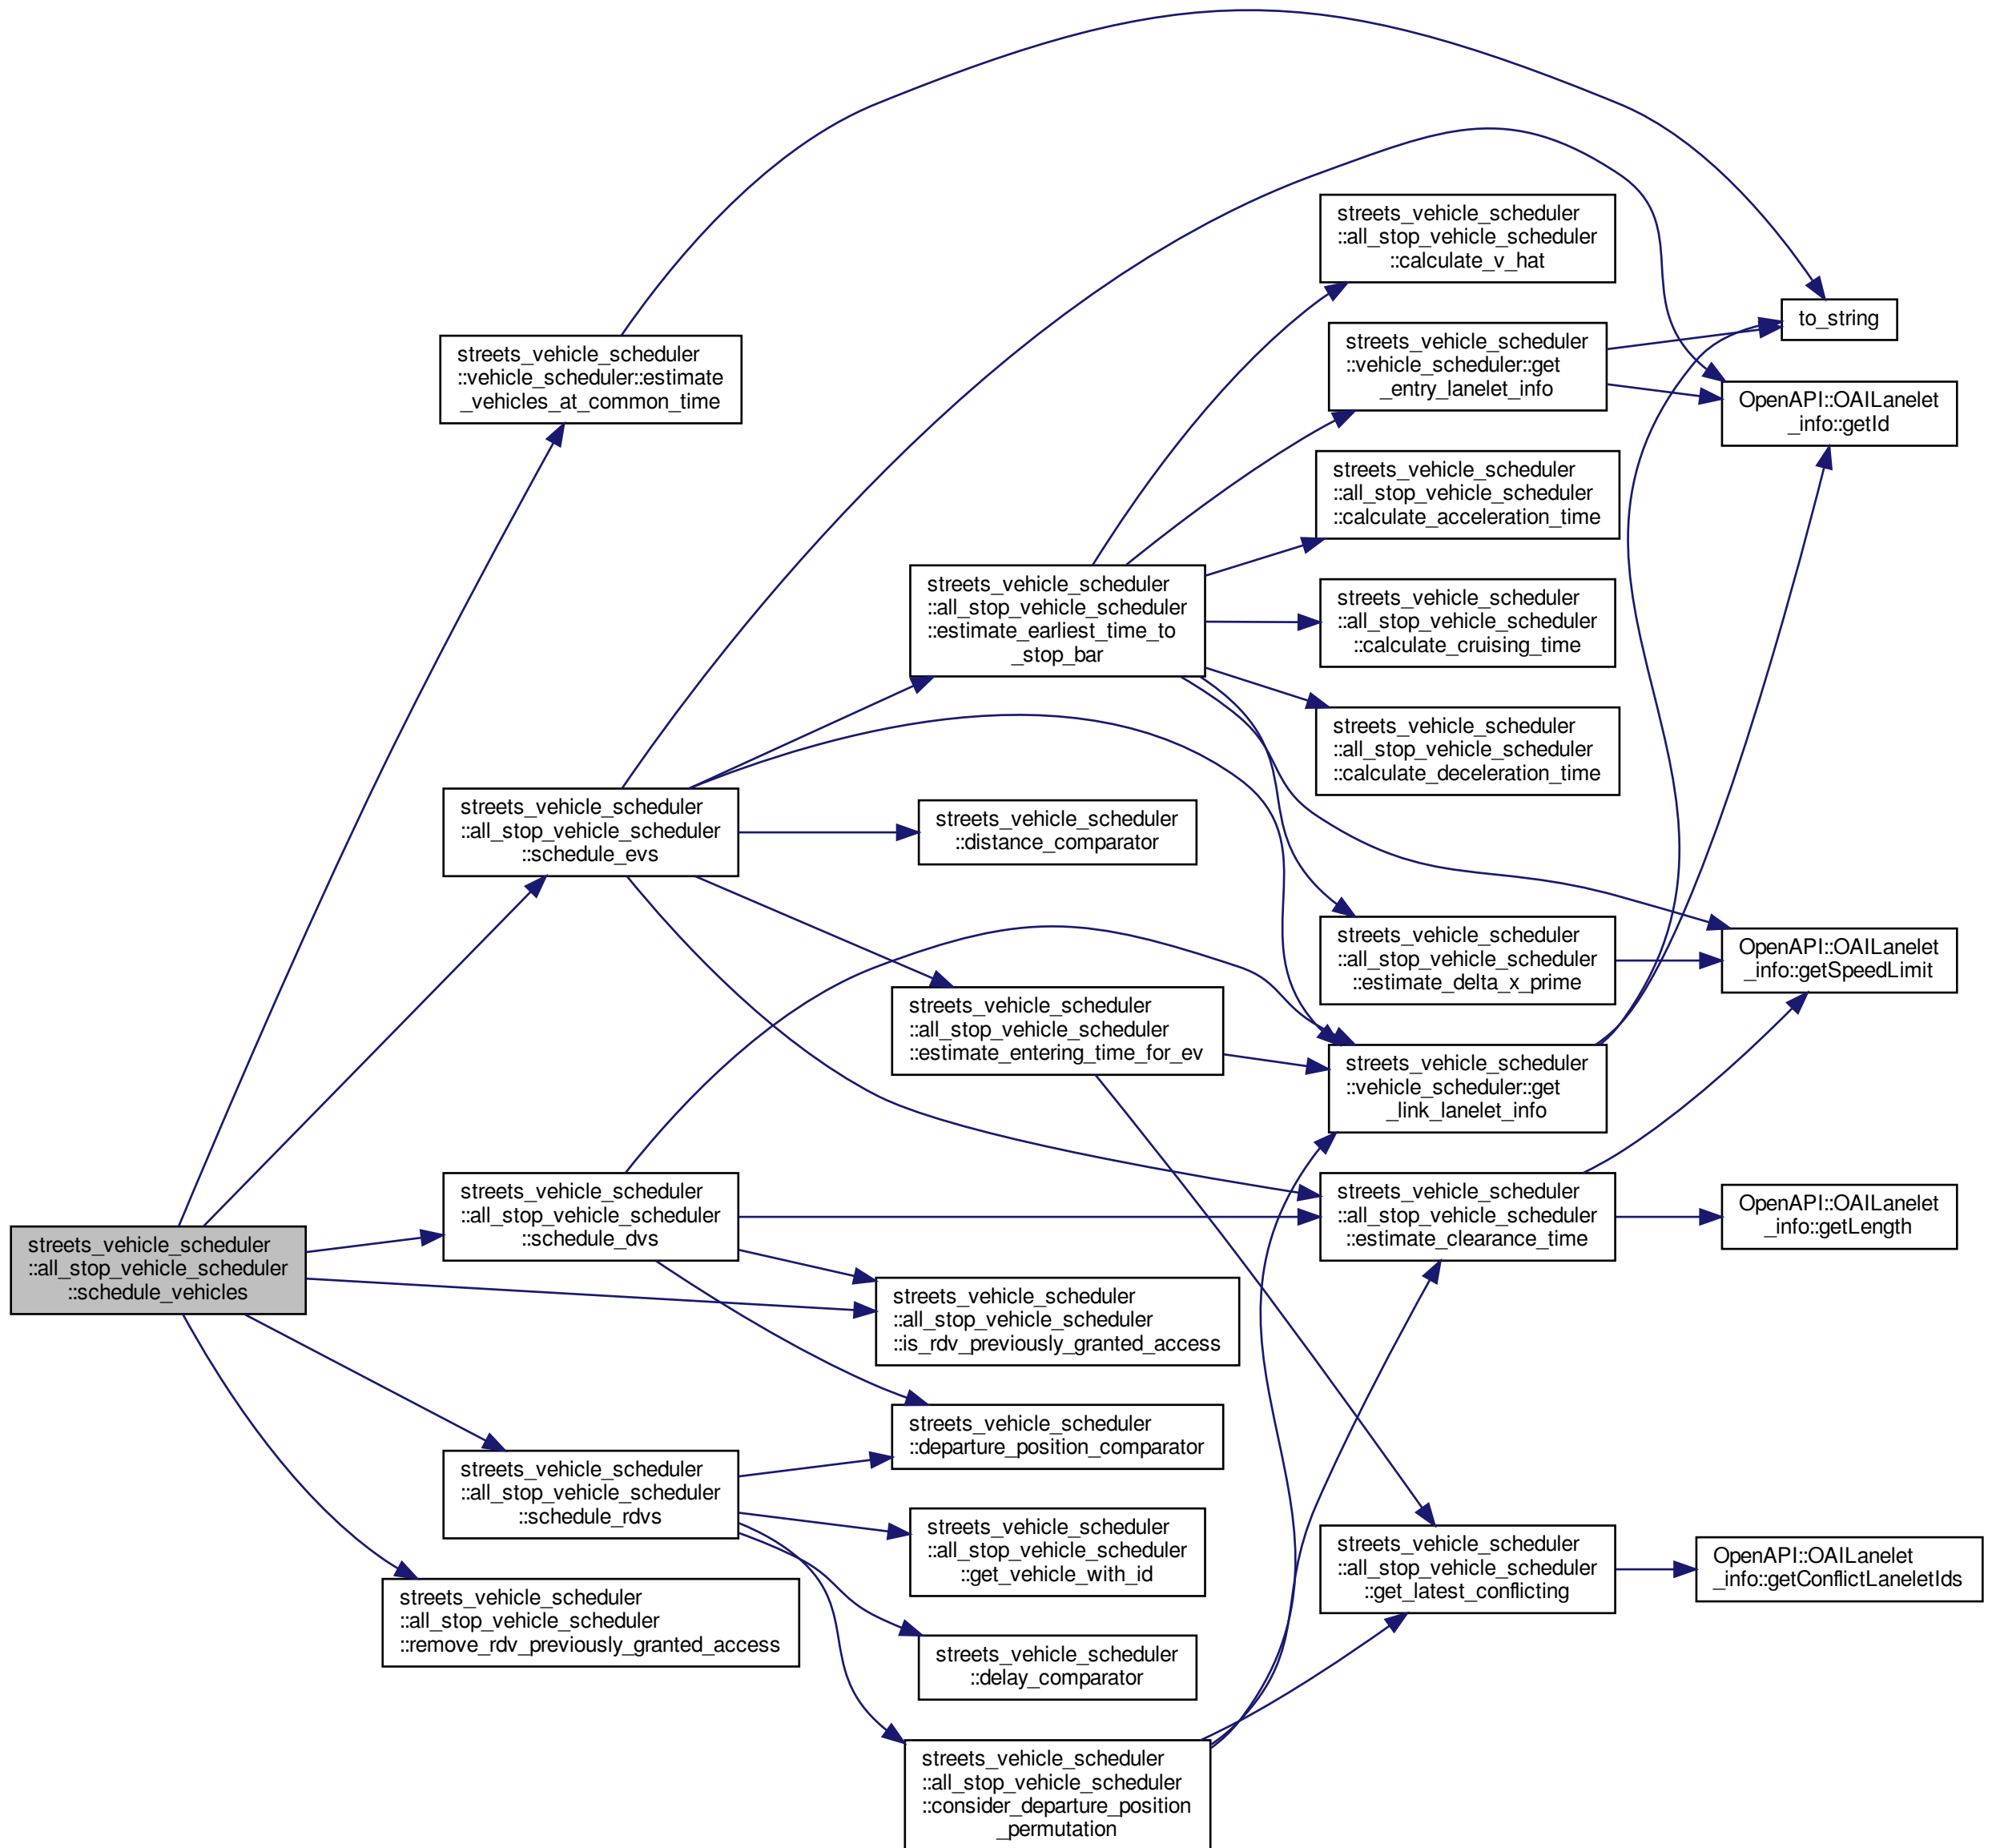 streets_vehicle_scheduler
::all_stop_vehicle_scheduler
::calculate_v_hat
to_string
streets_vehicle_scheduler
::vehicle_scheduler::get
_entry_lanelet_info
streets_vehicle_scheduler
::vehicle_scheduler::estimate
_vehicles_at_common_time
OpenAPI::OAILanelet
_info::getId
streets_vehicle_scheduler
::all_stop_vehicle_scheduler
::calculate_acceleration_time
streets_vehicle_scheduler
::all_stop_vehicle_scheduler
::estimate_earliest_time_to
_stop_bar
streets_vehicle_scheduler
::all_stop_vehicle_scheduler
::calculate_cruising_time
streets_vehicle_scheduler
::all_stop_vehicle_scheduler
::calculate_deceleration_time
streets_vehicle_scheduler
::all_stop_vehicle_scheduler
::schedule_evs
streets_vehicle_scheduler
::distance_comparator
streets_vehicle_scheduler
::all_stop_vehicle_scheduler
::estimate_delta_x_prime
OpenAPI::OAILanelet
_info::getSpeedLimit
streets_vehicle_scheduler
::all_stop_vehicle_scheduler
::estimate_entering_time_for_ev
streets_vehicle_scheduler
::vehicle_scheduler::get
_link_lanelet_info
streets_vehicle_scheduler
::all_stop_vehicle_scheduler
::schedule_dvs
streets_vehicle_scheduler
::all_stop_vehicle_scheduler
::estimate_clearance_time
OpenAPI::OAILanelet
_info::getLength
streets_vehicle_scheduler
::all_stop_vehicle_scheduler
::schedule_vehicles
streets_vehicle_scheduler
::all_stop_vehicle_scheduler
::is_rdv_previously_granted_access
streets_vehicle_scheduler
::departure_position_comparator
streets_vehicle_scheduler
::all_stop_vehicle_scheduler
::schedule_rdvs
streets_vehicle_scheduler
::all_stop_vehicle_scheduler
::get_vehicle_with_id
streets_vehicle_scheduler
::all_stop_vehicle_scheduler
::get_latest_conflicting
OpenAPI::OAILanelet
_info::getConflictLaneletIds
streets_vehicle_scheduler
::all_stop_vehicle_scheduler
::remove_rdv_previously_granted_access
streets_vehicle_scheduler
::delay_comparator
streets_vehicle_scheduler
::all_stop_vehicle_scheduler
::consider_departure_position
_permutation